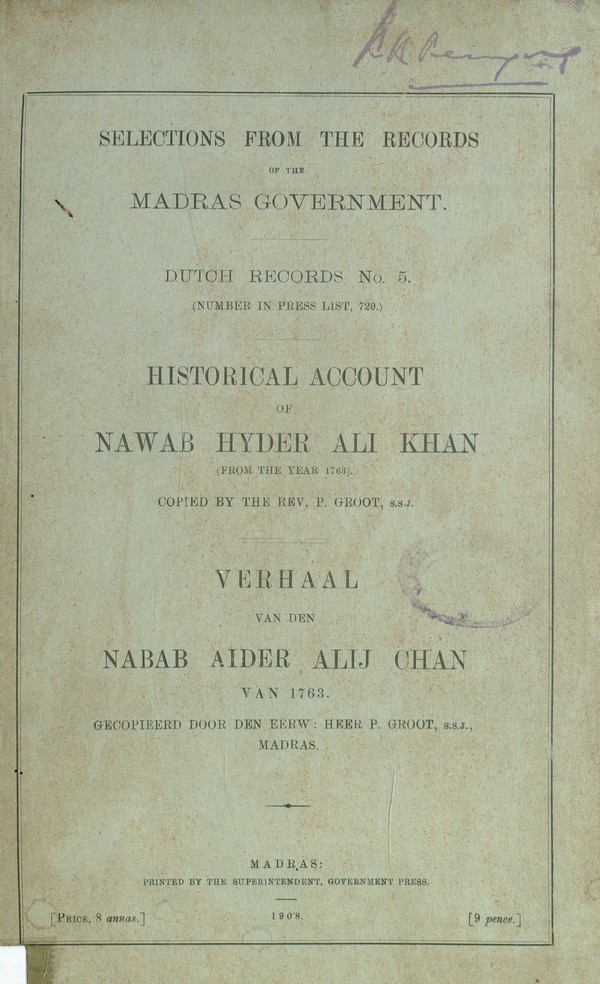 SELECTIONS FROM THE RECORDS
OF THE
MADRAS GOVERNMENT.
DUTCH RECORDS No. 5.
(NUMBER IN PRESS LIST, 720.)
HISTORICAL ACCOUNT
OF
NAWAB HYDER ALI KHAN
(FROM THE YEAR 1763).
COPIED BY THE REV. P. GROOT, S.S.J.
VERHAAL
VAN DEN
NABAB AIDER ALIJ CHAN
VAN 1763.
GECOPIEERD DOOR DEN EERW: HEER P. GROOT, S.S.J.,
MADRAS.
MADRAS:
PRINTED BY THE SUPERINTENDENT, GOVERNMENT PRESS.
1908.
[PRICE, 8 annas.] [9 pence.]